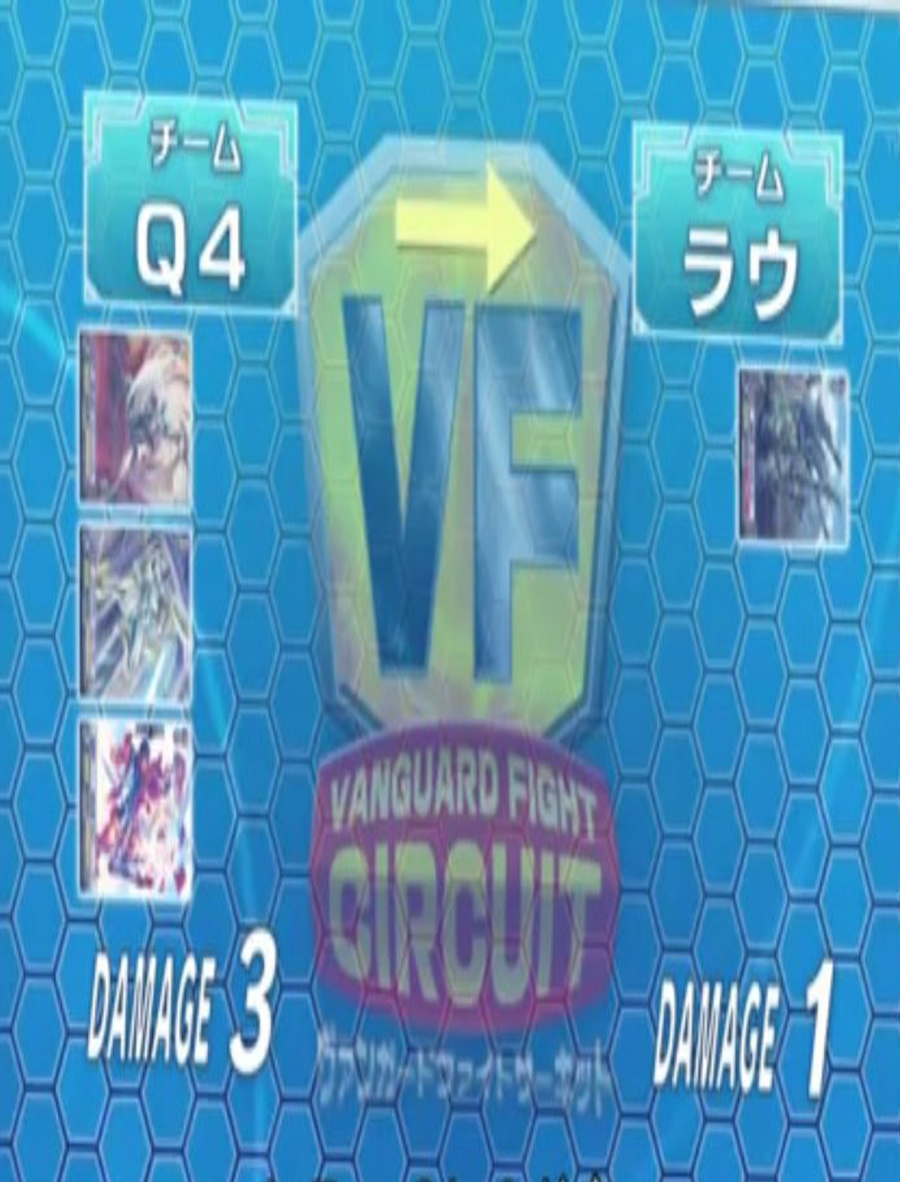 チーム
Q4
チーム
ラウ
VF
VANGUARD FIGHT
CIRCUIT
ヴァンガードファイトサーキット
DAMAGE 3
DAMAGE 1